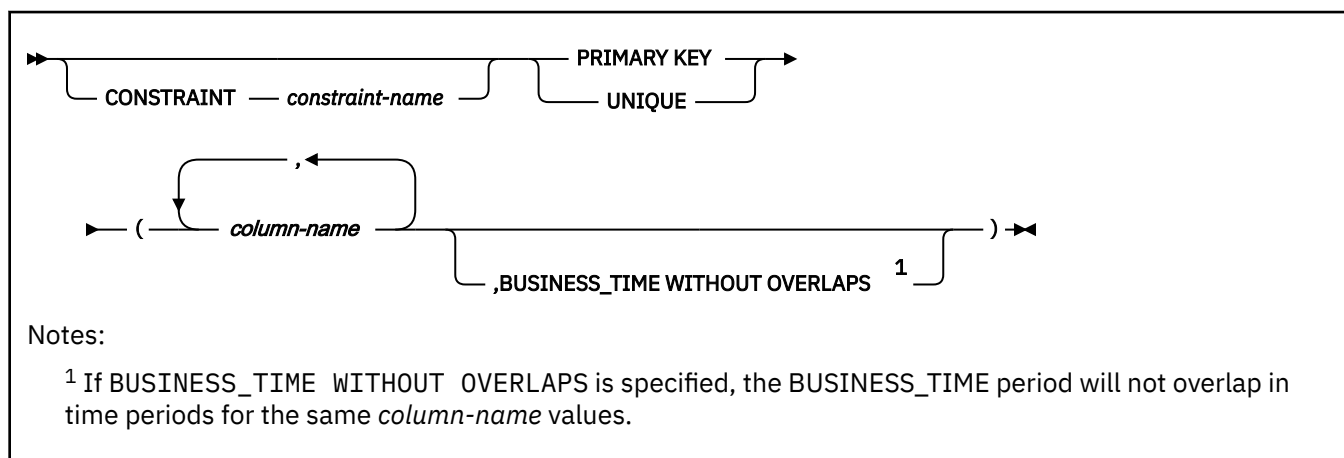 PRIMARY KEY
CONSTRAINT constraint-name UNIQUE
,
( column-name )
,BUSINESS_TIME WITHOUT OVERLAPS 1
Notes:
1 If BUSINESS_TIME WITHOUT OVERLAPS is specified, the BUSINESS_TIME period will not overlap in
time periods for the same column-name values.